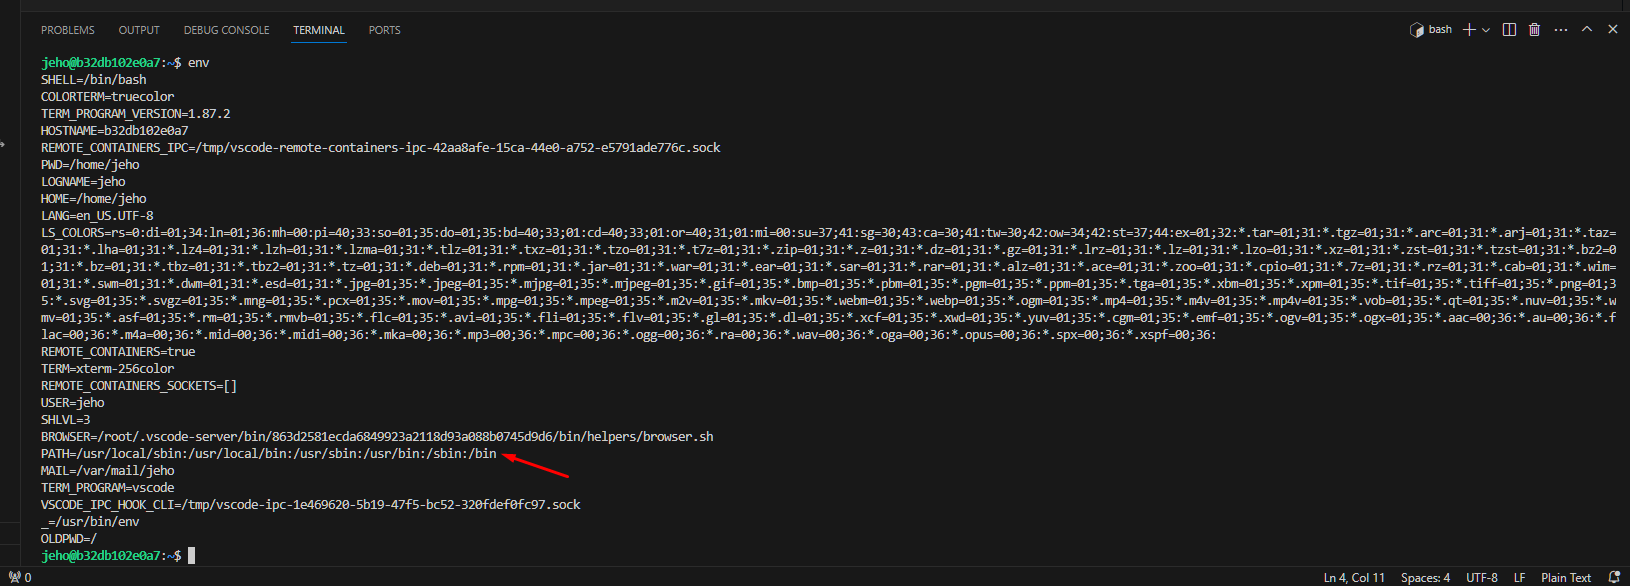 PROBLEMS OUTPUT DEBUG CONSOLE TERMINAL PORTS bash
jeho@b32db102e0a7:~$ env
SHELL=/bin/bash
COLORTERM=truecolor
TERM_PROGRAM_VERSION=1.87.2
HOSTNAME=b32db102e0a7
REMOTE_CONTAINERS_IPC=/tmp/vscode-remote-containers-ipc-42aa8afe-15ca-44e0-a752-e5791ade776c.sock
PWD=/home/jeho
LOGNAME=jeho
HOME=/home/jeho
LANG=en_US.UTF-8
LS_COLORS=rs=0:di=01;34:ln=01;36:mh=00:pi=40;33:so=01;35:do=01;35:bd=40;33;01:cd=40;33;01:or=40;31;01:mi=00:su=37;41:sg=30;43:ca=30;41:tw=30;42:ow=34;42:st=37;44:ex=01;32:*.tar=01;31:*.tgz=01;31:*.arc=01;31:*.arj=01;31:*.taz=
01;31:*.lha=01;31:*.lz4=01;31:*.lzh=01;31:*.lzma=01;31:*.tlz=01;31:*.txz=01;31:*.tzo=01;31:*.t7z=01;31:*.zip=01;31:*.z=01;31:*.dz=01;31:*.gz=01;31:*.lrz=01;31:*.lz=01;31:*.lzo=01;31:*.xz=01;31:*.zst=01;31:*.tzst=01;31:*.bz2=0
1;31:*.bz=01;31:*.tbz=01;31:*.tbz2=01;31:*.tz=01;31:*.deb=01;31:*.rpm=01;31:*.jar=01;31:*.war=01;31:*.ear=01;31:*.sar=01;31:*.rar=01;31:*.alz=01;31:*.ace=01;31:*.zoo=01;31:*.cpio=01;31:*.7z=01;31:*.rz=01;31:*.cab=01;31:*.wim=
01;31:*.swm=01;31:*.dwm=01;31:*.esd=01;31:*.jpg=01;35:*.jpeg=01;35:*.mjpg=01;35:*.mjpeg=01;35:*.gif=01;35:*.bmp=01;35:*.pbm=01;35:*.pgm=01;35:*.ppm=01;35:*.tga=01;35:*.xbm=01;35:*.xpm=01;35:*.tif=01;35:*.tiff=01;35:*.png=01;3
5:*.svg=01;35:*.svgz=01;35:*.mng=01;35:*.pcx=01;35:*.mov=01;35:*.mpg=01;35:*.mpeg=01;35:*.m2v=01;35:*.mkv=01;35:*.webm=01;35:*.webp=01;35:*.ogm=01;35:*.mp4=01;35:*.m4v=01;35:*.mp4v=01;35:*.vob=01;35:*.qt=01;35:*.nuv=01;35:*.w
mv=01;35:*.asf=01;35:*.rm=01;35:*.rmvb=01;35:*.flc=01;35:*.avi=01;35:*.fli=01;35:*.flv=01;35:*.gl=01;35:*.dl=01;35:*.xcf=01;35:*.xwd=01;35:*.yuv=01;35:*.cgm=01;35:*.emf=01;35:*.ogv=01;35:*.ogx=01;35:*.aac=00;36:*.au=00;36:*.f
lac=00;36:*.m4a=00;36:*.mid=00;36:*.midi=00;36:*.mka=00;36:*.mp3=00;36:*.mpc=00;36:*.ogg=00;36:*.ra=00;36:*.wav=00;36:*.oga=00;36:*.opus=00;36:*.spx=00;36:*.xspf=00;36:
REMOTE_CONTAINERS=true
TERM=xterm-256color
REMOTE_CONTAINERS_SOCKETS=[]
USER=jeho
SHLVL=3
BROWSER=/root/.vscode-server/bin/863d2581ecda6849923a2118d93a088b0745d9d6/bin/helpers/browser.sh
PATH=/usr/local/sbin:/usr/local/bin:/usr/sbin:/usr/bin:/sbin:/bin
MAIL=/var/mail/jeho
TERM_PROGRAM=vscode
VSCODE_IPC_HOOK_CLI=/tmp/vscode-ipc-1e469620-5b19-47f5-bc52-320fdef0fc97.sock
_=/usr/bin/env
OLDPWD=/
jeho@b32db102e0a7:~$
0 Ln 4, Col 11 Spaces: 4 UTF-8 LF Plain Text